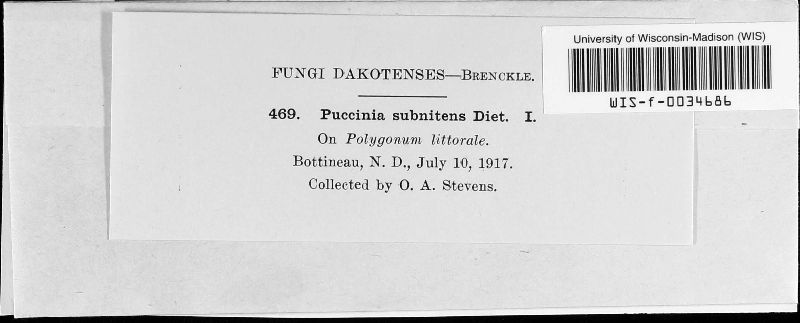 University of Wisconsin-Madison (WIS)
WIS-f-0034686
FUNGI DAKOTENSES—BRENCKLE.
469. Puccinia subnitens Diet. I.
On Polygonum littorale.
Bottineau, N. D., July 10, 1917.
Collected by O. A. Stevens.